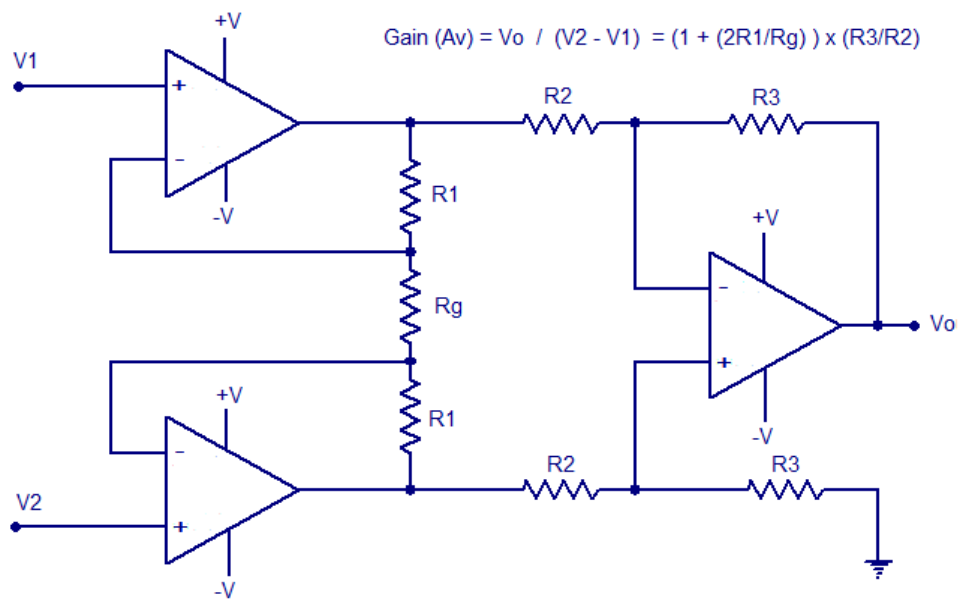 +V
Gain (Av) = Vo / (V2 - V1) = (1 + (2R1/Rg) ) x (R3/R2)
V1
+
R2
R3
-
-V
R1
+V
-
Rg
Vo
+
+V
R1
-V
-
R2
R3
V2
+
-V